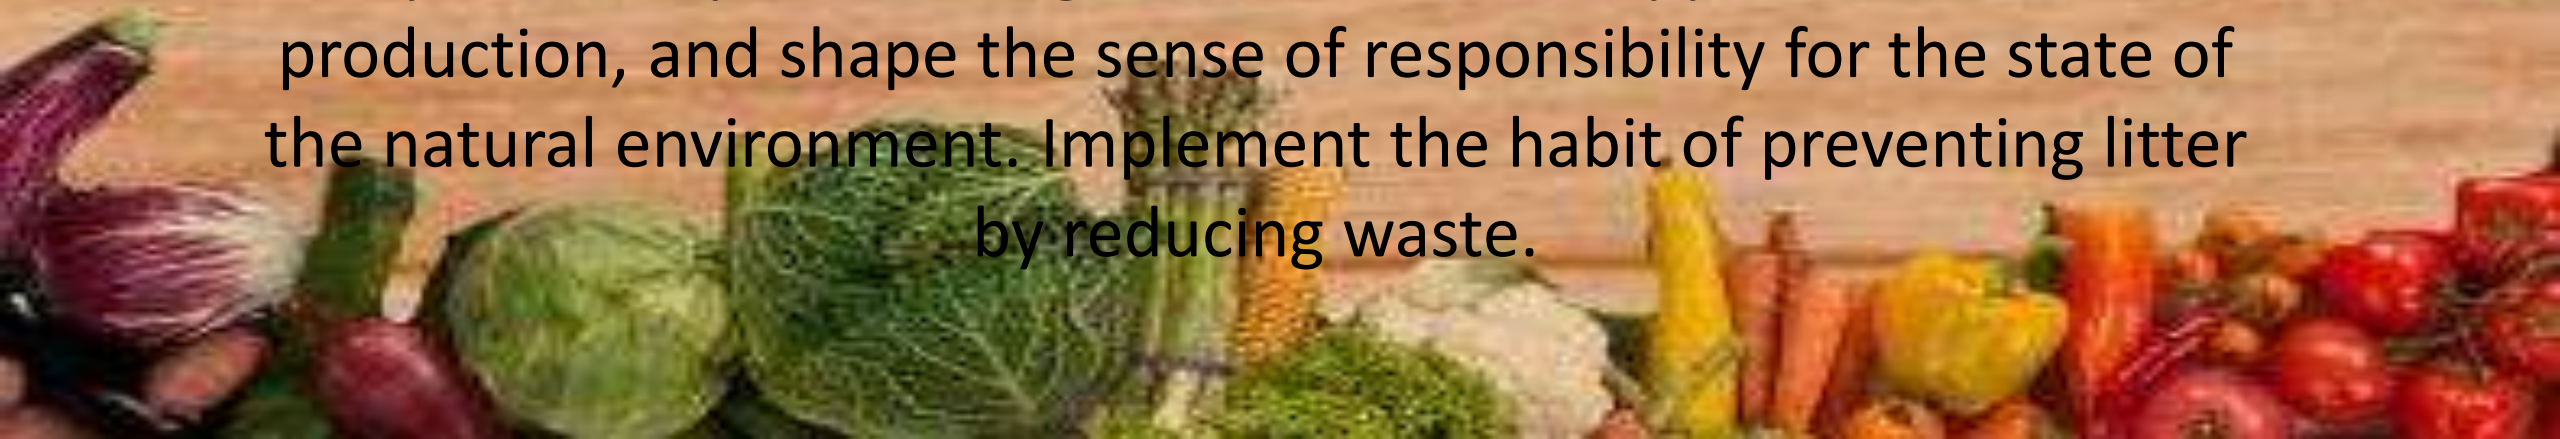 production, and shape the sense of responsibility for the state of
the natural environment. Implement the habit of preventing litter
by reducing waste.